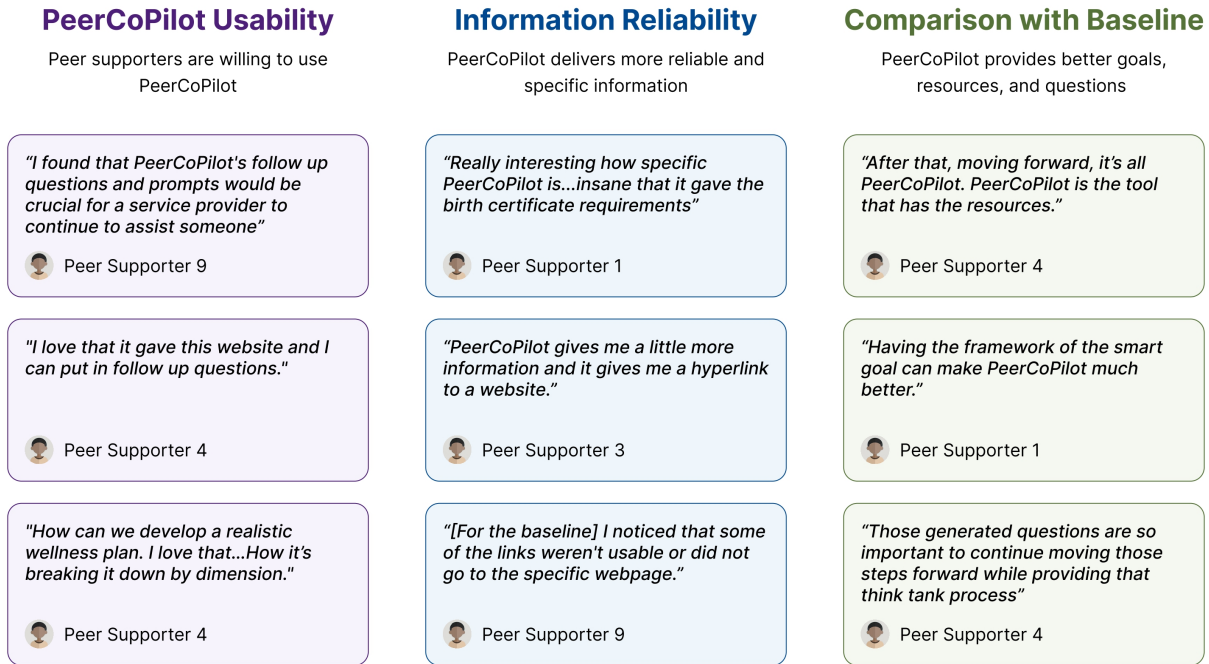 PeerCoPilot Usability
Peer supporters are willing to use
PeerCoPilot
“I found that PeerCoPilot's follow up
questions and prompts would be
crucial for a service provider to
continue to assist someone”
Peer Supporter 9
"I love that it gave this website and I
can put in follow up questions."
Peer Supporter 4
"How can we develop a realistic
wellness plan. I love that...How it’s
breaking it down by dimension."
Peer Supporter 4
Information Reliability
PeerCoPilot delivers more reliable and
specific information
“Really interesting how specific
PeerCoPilot is...insane that it gave the
birth certificate requirements”
Peer Supporter 1
“PeerCoPilot gives me a little more
information and it gives me a hyperlink
to a website.”
Peer Supporter 3
“[For the baseline] I noticed that some
of the links weren't usable or did not
go to the specific webpage.”
Peer Supporter 9
Comparison with Baseline
PeerCoPilot provides better goals,
resources, and questions
“After that, moving forward, it’s all
PeerCoPilot. PeerCoPilot is the tool
that has the resources.”
Peer Supporter 4
“Having the framework of the smart
goal can make PeerCoPilot much
better.”
Peer Supporter 1
“Those generated questions are so
important to continue moving those
steps forward while providing that
think tank process”
Peer Supporter 4